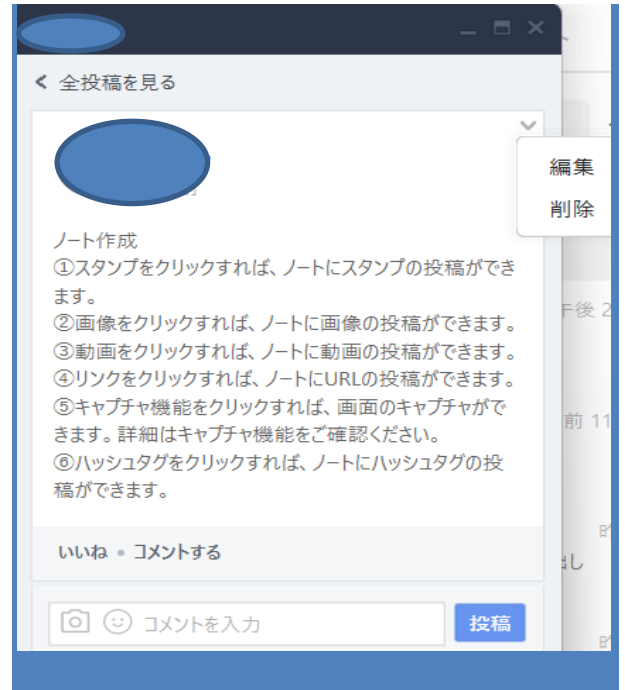 全投稿を見る
編集
削除
ノート作成
①スタンプをクリックすれば、ノートにスタンプの投稿ができ
ます。
②画像をクリックすれば、ノートに画像の投稿ができます。
③動画をクリックすれば、ノートに動画の投稿ができます。
④リンクをクリックすれば、ノートにURLの投稿ができます。
⑤キャプチャ機能をクリックすれば、画面のキャプチャがで
きます。詳細はキャプチャ機能をご確認ください。
⑥ハッシュタグをクリックすれば、ノートにハッシュタグの投
稿ができます。
午後 2
前 11
いいね • コメントする
出し
コメントを入力
投稿